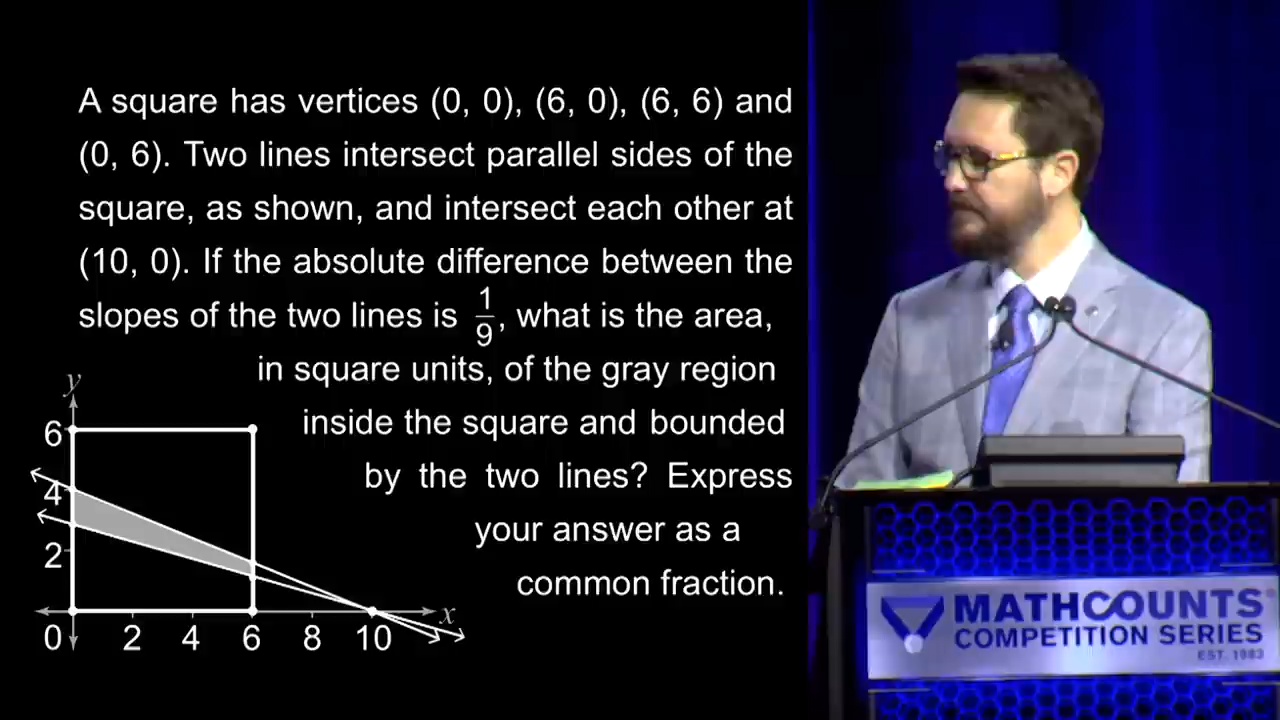 A square has vertices (0, 0), (6, 0), (6, 6) and
(0, 6). Two lines intersect parallel sides of the
square, as shown, and intersect each other at
(10, 0). If the absolute difference between the
slopes of the two lines is 1/9, what is the area,
in square units, of the gray region
inside the square and bounded
by the two lines? Express
your answer as a
common fraction.
y
6
4
2
x
0 2 4 6 8 10
MATHCOUNTS
COMPETITION SERIES
EST. 1983